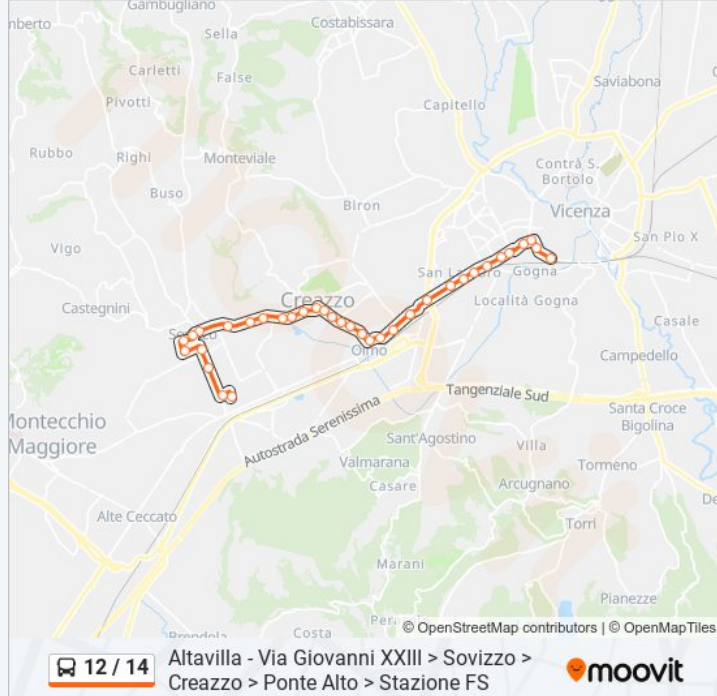 Gambugliano
Costabissara
Sella
Carletti
False
Pivotti
Saviabona
Capitello
Rubbo
Righi
Monteviale
Contrà S.
Bortolo
Buso
BIron
Vicenza
Vigo
San Pio X
Gogna
Creazzo
Località Gogna
Castegnini
Casale
Olmo
Campedello
Tangenziale Sud
Santa Croce
Bigolina
Montecchio
Maggiore
Autostrada Serenissima
Sant'Agostino
Villa
Valmarana
Tormeno
Casare
Arcugnano
Alte Ceccato
Torri
Marani
Pianezze
Costa
© OpenStreetMap contributors | © OpenMapTiles
12 / 14
Altavilla - Via Giovanni XXIII > Sovizzo >
Creazzo > Ponte Alto > Stazione FS
moovit